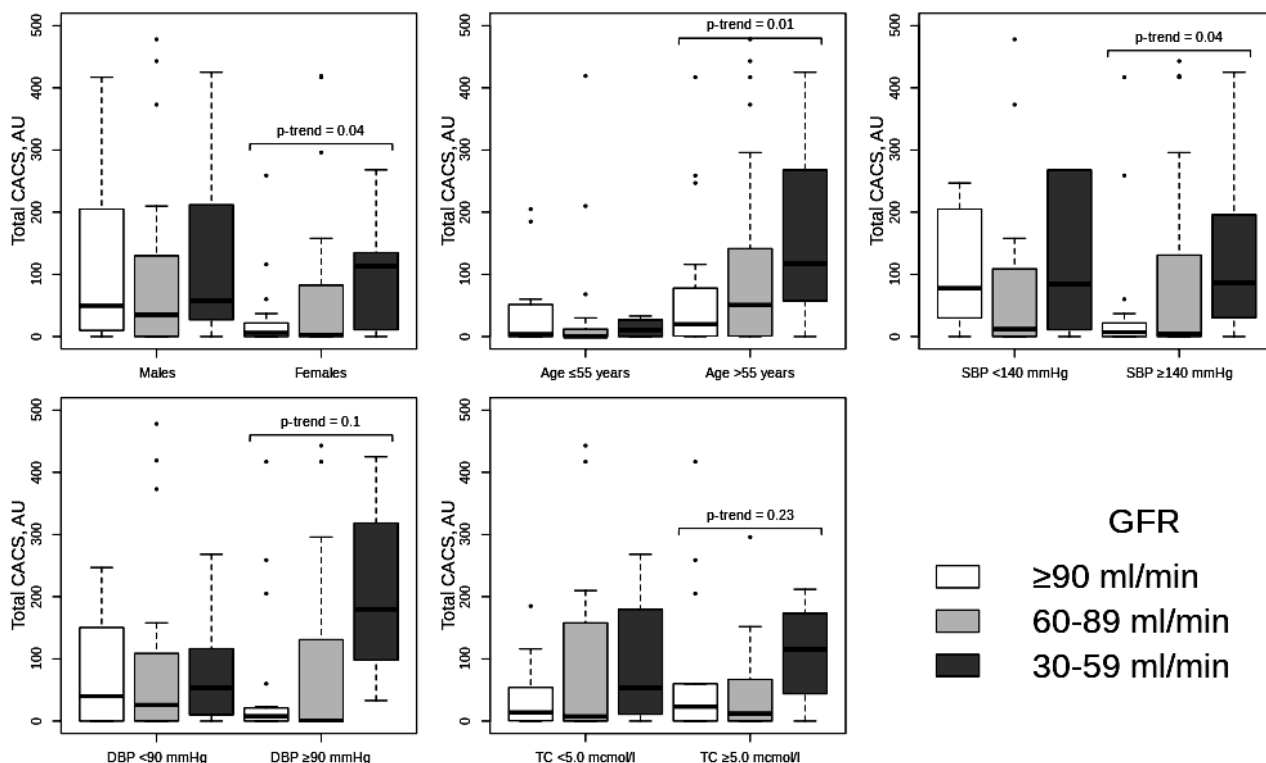 Total CACS, AU
500
400
300
200
100
0
p-trend = 0.04
Males
Females
Total CACS, AU
500
400
300
200
100
0
p-trend = 0.01
Age ≤55 years
Age >55 years
Total CACS, AU
500
400
300
200
100
0
p-trend = 0.04
SBP <140 mmHg
SBP ≥140 mmHg
Total CACS, AU
500
400
300
200
100
0
p-trend = 0.1
DBP <90 mmHg
DBP ≥90 mmHg
Total CACS, AU
500
400
300
200
100
0
p-trend = 0.23
TC <5.0 mcmol/l
TC ≥5.0 mcmol/l
GFR
≥90 ml/min
60-89 ml/min
30-59 ml/min